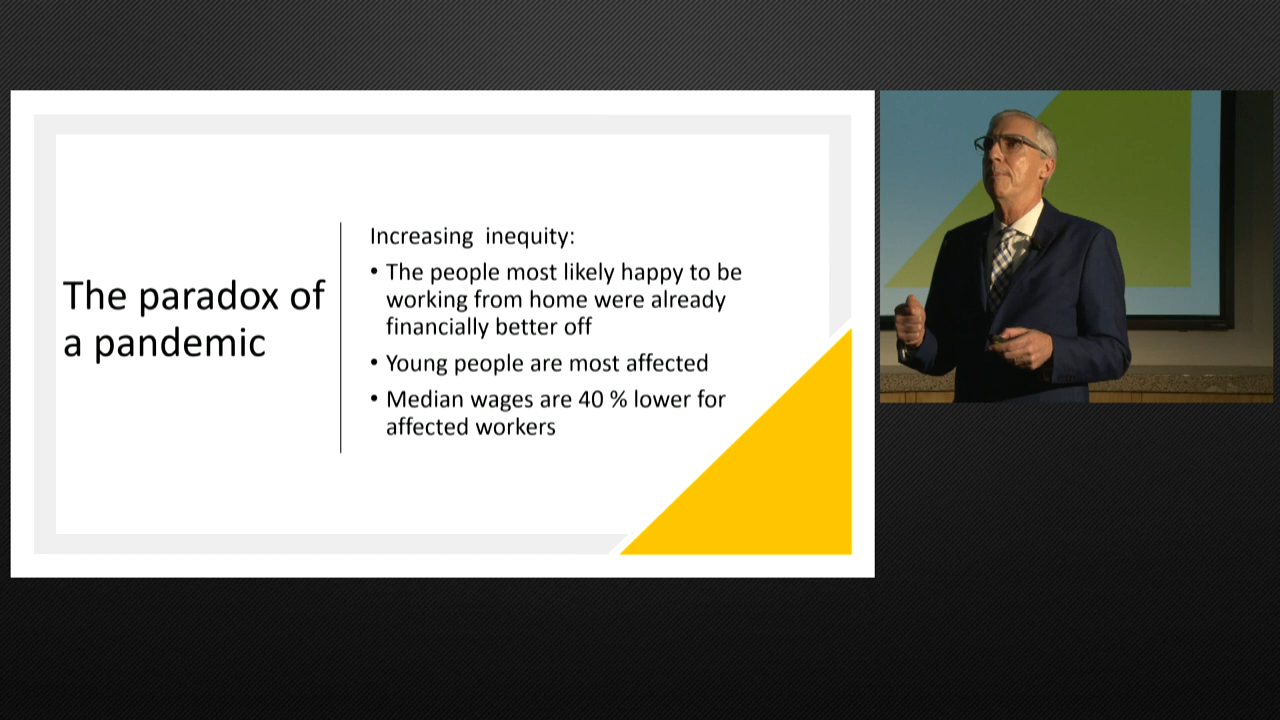 The paradox of
a pandemic
Increasing  inequity:
• The people most likely happy to be
working from home were already
financially better off
• Young people are most affected
• Median wages are 40 % lower for
affected workers